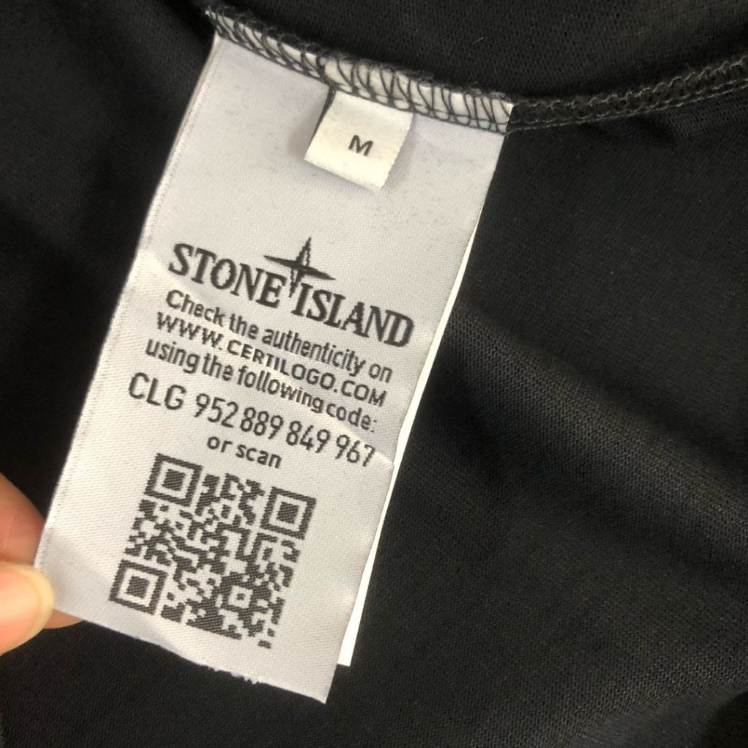 M
STONE ISLAND
Check the authenticity on
WWW.CERTILOGO.COM
using the following code:
CLG 952 889 849 967
or scan